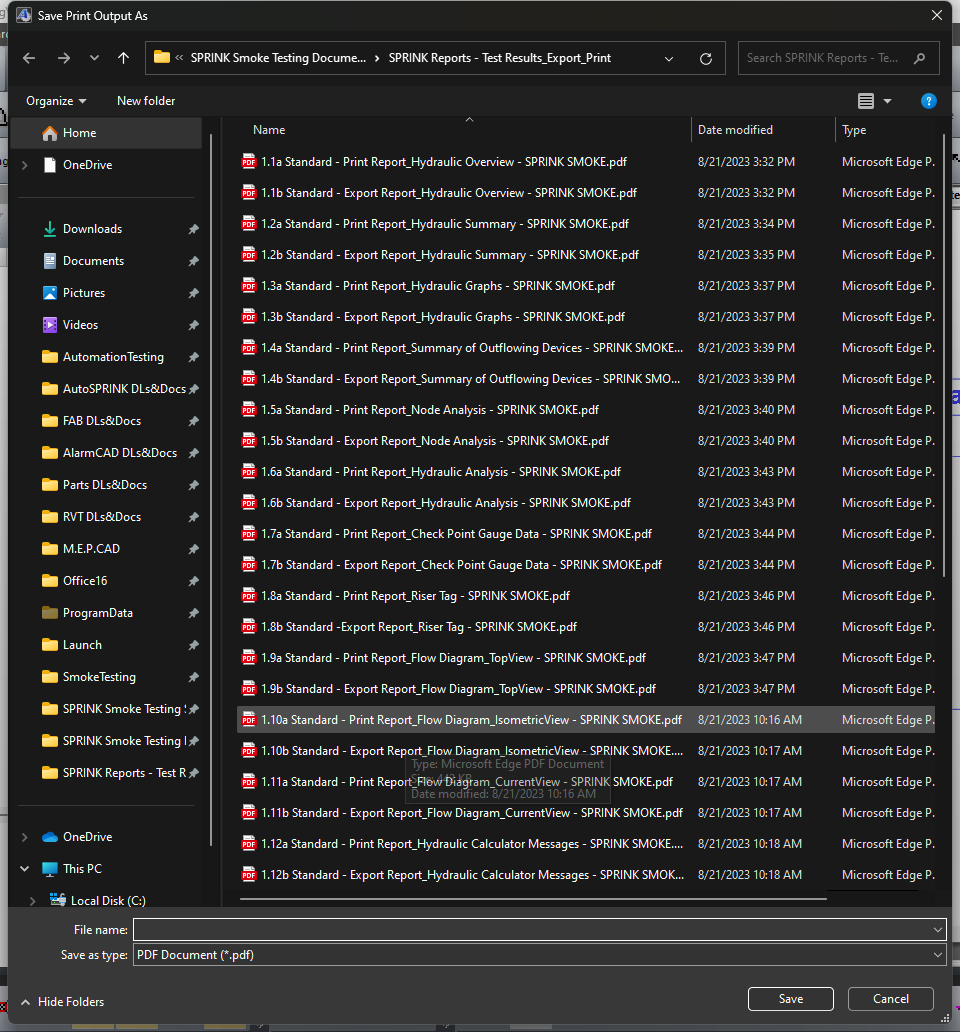 Save Print Output As
« SPRINK Smoke Testing Docume... › SPRINK Reports - Test Results_Export_Print
Search SPRINK Reports - Te...
Organize
New folder
?
Name
Date modified
Type
Home
OneDrive
Downloads
Documents
Pictures
Videos
AutomationTesting
AutoSPRINK DLs&Docs
FAB DLs&Docs
AlarmCAD DLs&Docs
Parts DLs&Docs
RVT DLs&Docs
M.E.P.CAD
Office16
ProgramData
Launch
SmokeTesting
SPRINK Smoke Testing
SPRINK Smoke Testing
SPRINK Reports - Test R
OneDrive
This PC
Local Disk (C:)
1.1a Standard - Print Report_Hydraulic Overview - SPRINK SMOKE.pdf 8/21/2023 3:32 PM Microsoft Edge P.
1.1b Standard - Export Report_Hydraulic Overview - SPRINK SMOKE.pdf 8/21/2023 3:32 PM Microsoft Edge P.
1.2a Standard - Print Report_Hydraulic Summary - SPRINK SMOKE.pdf 8/21/2023 3:34 PM Microsoft Edge P.
1.2b Standard - Export Report_Hydraulic Summary - SPRINK SMOKE.pdf 8/21/2023 3:35 PM Microsoft Edge P.
1.3a Standard - Print Report_Hydraulic Graphs - SPRINK SMOKE.pdf 8/21/2023 3:37 PM Microsoft Edge P.
1.3b Standard - Export Report_Hydraulic Graphs - SPRINK SMOKE.pdf 8/21/2023 3:37 PM Microsoft Edge P.
1.4a Standard - Print Report_Summary of Outflowing Devices - SPRINK SMOKE... 8/21/2023 3:39 PM Microsoft Edge P.
1.4b Standard - Export Report_Summary of Outflowing Devices - SPRINK SMO... 8/21/2023 3:39 PM Microsoft Edge P.
1.5a Standard - Print Report_Node Analysis - SPRINK SMOKE.pdf 8/21/2023 3:40 PM Microsoft Edge P.
1.5b Standard - Export Report_Node Analysis - SPRINK SMOKE.pdf 8/21/2023 3:40 PM Microsoft Edge P.
1.6a Standard - Print Report_Hydraulic Analysis - SPRINK SMOKE.pdf 8/21/2023 3:43 PM Microsoft Edge P.
1.6b Standard - Export Report_Hydraulic Analysis - SPRINK SMOKE.pdf 8/21/2023 3:43 PM Microsoft Edge P.
1.7a Standard - Print Report_Check Point Gauge Data - SPRINK SMOKE.pdf 8/21/2023 3:44 PM Microsoft Edge P.
1.7b Standard - Export Report_Check Point Gauge Data - SPRINK SMOKE.pdf 8/21/2023 3:44 PM Microsoft Edge P.
1.8a Standard - Print Report_Riser Tag - SPRINK SMOKE.pdf 8/21/2023 3:46 PM Microsoft Edge P.
1.8b Standard -Export Report_Riser Tag - SPRINK SMOKE.pdf 8/21/2023 3:46 PM Microsoft Edge P.
1.9a Standard - Print Report_Flow Diagram_TopView - SPRINK SMOKE.pdf 8/21/2023 3:47 PM Microsoft Edge P.
1.9b Standard - Export Report_Flow Diagram_TopView - SPRINK SMOKE.pdf 8/21/2023 3:47 PM Microsoft Edge P.
1.10a Standard - Print Report_Flow Diagram_IsometricView - SPRINK SMOKE.pdf 8/21/2023 10:16 AM Microsoft Edge P.
1.10b Standard - Export Report_Flow Diagram_IsometricView - SPRINK SMOKE.... 8/21/2023 10:17 AM Microsoft Edge P.
Type: Microsoft Edge PDF Document
1.11a Standard - Print Report_Flow Diagram_CurrentView - SPRINK SMOKE.pdf 8/21/2023 10:17 AM Microsoft Edge P.
Date modified: 8/21/2023 10:16 AM
1.11b Standard - Export Report_Flow Diagram_CurrentView - SPRINK SMOKE.pdf 8/21/2023 10:17 AM Microsoft Edge P.
1.12a Standard - Print Report_Hydraulic Calculator Messages - SPRINK SMOKE.... 8/21/2023 10:18 AM Microsoft Edge P.
1.12b Standard - Export Report_Hydraulic Calculator Messages - SPRINK SMOK... 8/21/2023 10:18 AM Microsoft Edge P.
File name:
Save as type: PDF Document (*.pdf)
Hide Folders
Save
Cancel